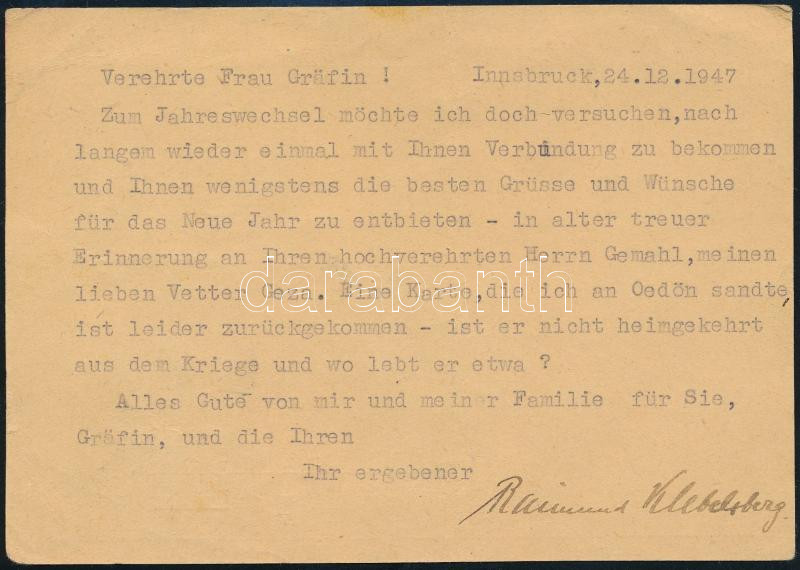 Verehrte Frau Gräfin ! Innsbruck,24.12.1947
Zum Jahreswechsel möchte ich doch versuchen,nach
langem wieder einmal mit Ihnen Verbindung zu bekommen
und Ihnen wenigstens die besten Grüsse und Wünsche
für das Neue Jahr zu entbieten - in alter treuer
Erinnerung an Ihren hochverehrten Herrn Gemahl,meinen
lieben Vetter Geza. Eine Karte,die ich an Oedön sandte,
ist leider zurückgekommen - ist er nicht heimgekehrt
aus dem Kriege und wo lebt er etwa ?
Alles Gute von mir und meiner Familie für Sie,
Gräfin, und die Ihren
Ihr ergebener
Raimund Klebelsberg
darabanth.com